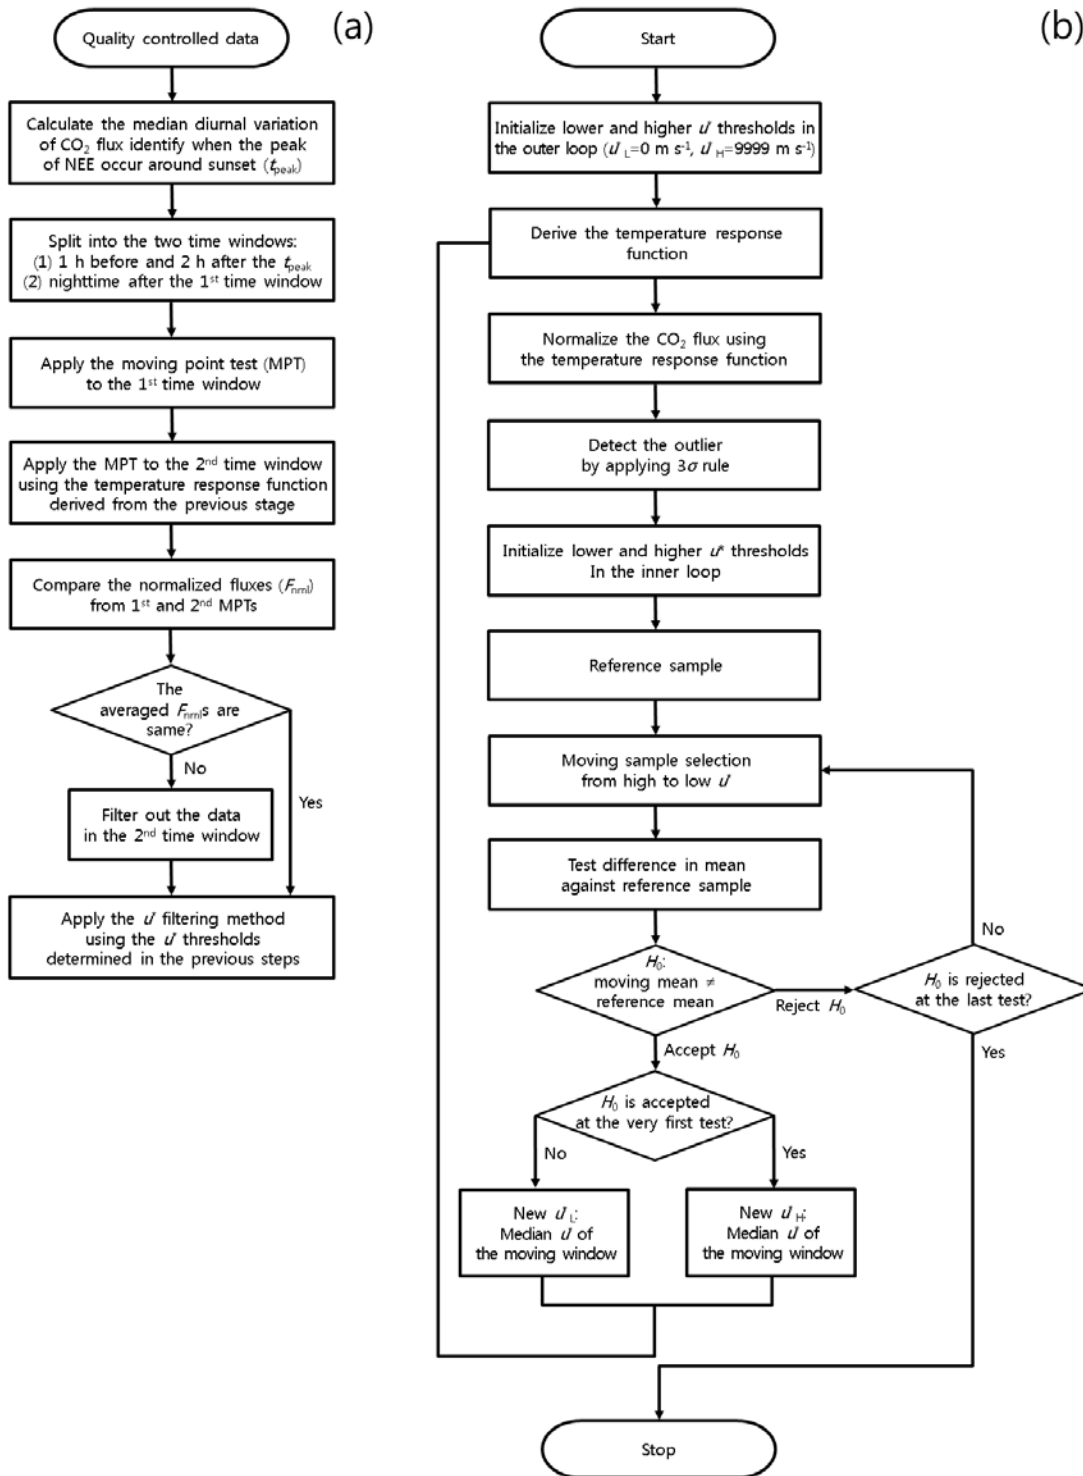 (a)
Quality controlled data
Calculate the median diurnal variation
of CO₂ flux identify when the peak
of NEE occur around sunset (t_peak)
Split into the two time windows:
(1) 1 h before and 2 h after the t_peak
(2) nighttime after the 1st time window
Apply the moving point test (MPT)
to the 1st time window
Apply the MPT to the 2nd time window
using the temperature response function
derived from the previous stage
Compare the normalized fluxes (F_nrml)
from 1st and 2nd MPTs
The
averaged F_nrmls are
same?
No
Yes
Filter out the data
in the 2nd time window
Apply the u* filtering method
using the u* thresholds
determined in the previous steps
(b)
Start
Initialize lower and higher u* thresholds in
the outer loop (u*_L=0 m s⁻¹, u*_H=9999 m s⁻¹)
Derive the temperature response
function
Normalize the CO₂ flux using
the temperature response function
Detect the outlier
by applying 3σ rule
Initialize lower and higher u* thresholds
In the inner loop
Reference sample
Moving sample selection
from high to low u*
Test difference in mean
against reference sample
H₀:
moving mean ≠
reference mean
Reject H₀
No
H₀ is rejected
at the last test?
Yes
Accept H₀
H₀ is accepted
at the very first test?
No
Yes
New u*_L:
Median u* of
the moving window
New u*_H:
Median u* of
the moving window
Stop